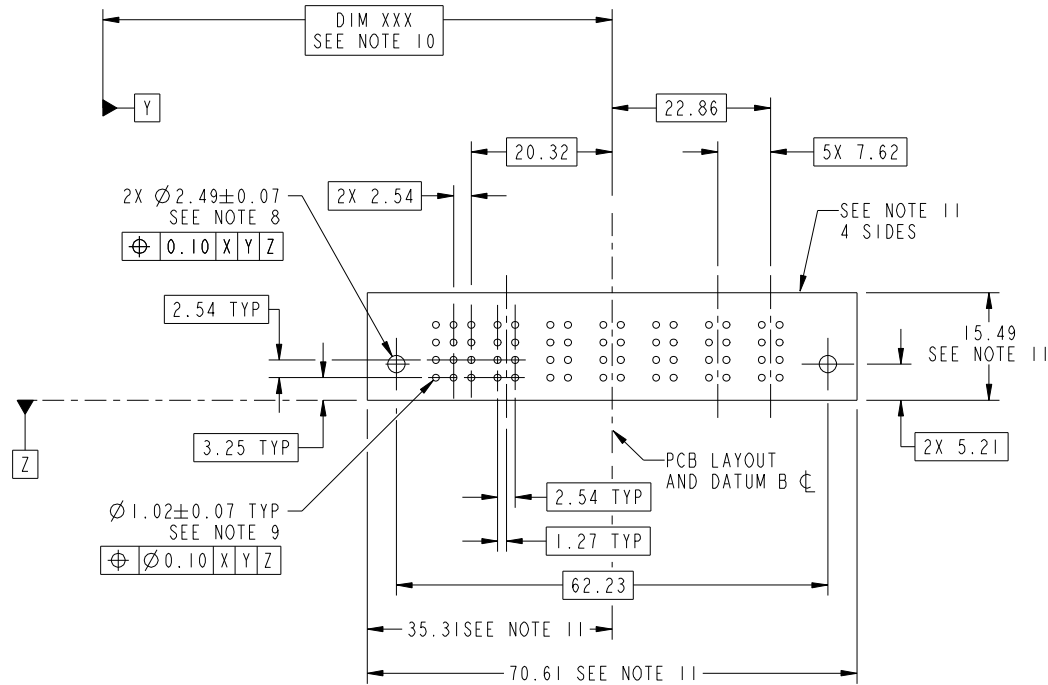 DIM XXX
SEE NOTE 10
Y
22.86
20.32
5X 7.62
2X Ø2.49±0.07
SEE NOTE 8
⌖ 0.10 X Y Z
2X 2.54
SEE NOTE 11
4 SIDES
2.54 TYP
15.49
SEE NOTE 11
3.25 TYP
Z
2X 5.21
PCB LAYOUT
AND DATUM B ℄
2.54 TYP
Ø1.02±0.07 TYP
SEE NOTE 9
⌖ Ø0.10 X Y Z
1.27 TYP
62.23
35.31SEE NOTE 11
70.61 SEE NOTE 11